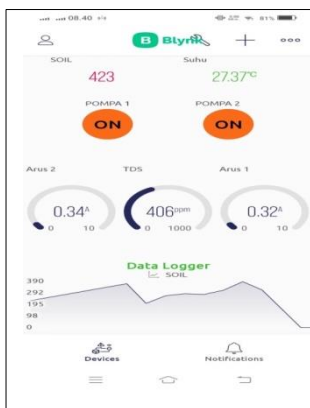 08.40
81%
B Blynk
SOIL Suhu
423 27.37°C
POMPA 1 POMPA 2
ON ON
Arus 2 TDS Arus 1
0.34A 406ppm 0.32A
0 10 0 1000 0 10
Data Logger
SOIL
390
292
195
98
0
Devices Notifications